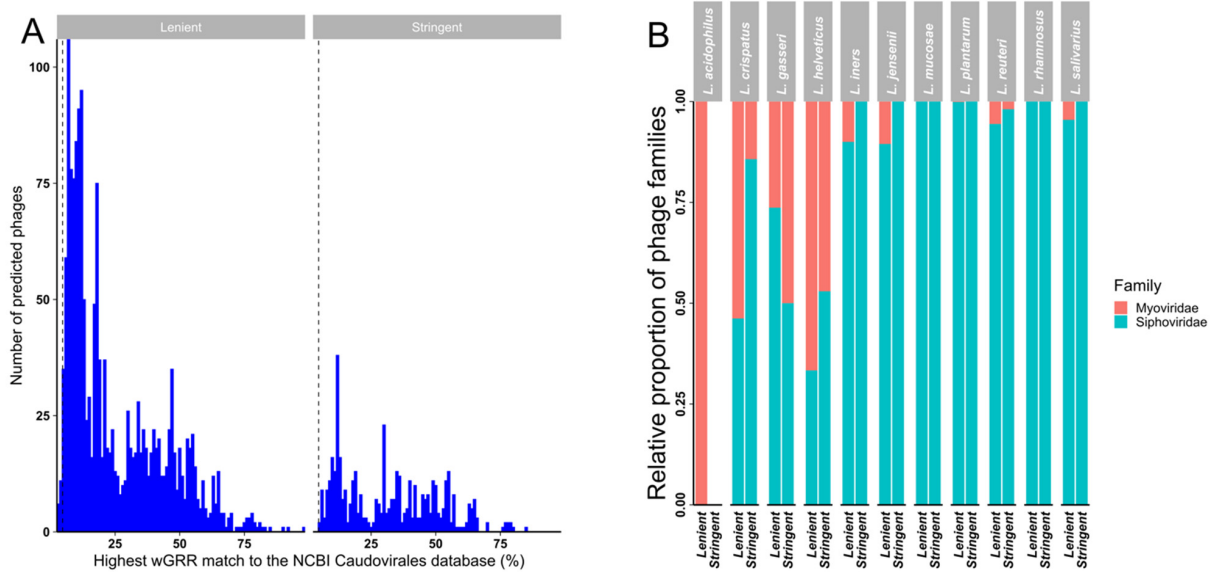 A
Lenient
Stringent
Number of predicted phages
100
75
50
25
0
25
50
75
25
50
75
Highest wGRR match to the NCBI Caudovirales database (%)
B
L. acidophilus
L. crispatus
L. gasseri
L. helveticus
L. iners
L. jensenii
L. mucosae
L. plantarum
L. reuteri
L. rhamnosus
L. salivarius
Relative proportion of phage families
1.00
0.75
0.50
0.25
0.00
Lenient
Stringent
Lenient
Stringent
Lenient
Stringent
Lenient
Stringent
Lenient
Stringent
Lenient
Stringent
Lenient
Stringent
Lenient
Stringent
Lenient
Stringent
Lenient
Stringent
Lenient
Stringent
Family
Myoviridae
Siphoviridae